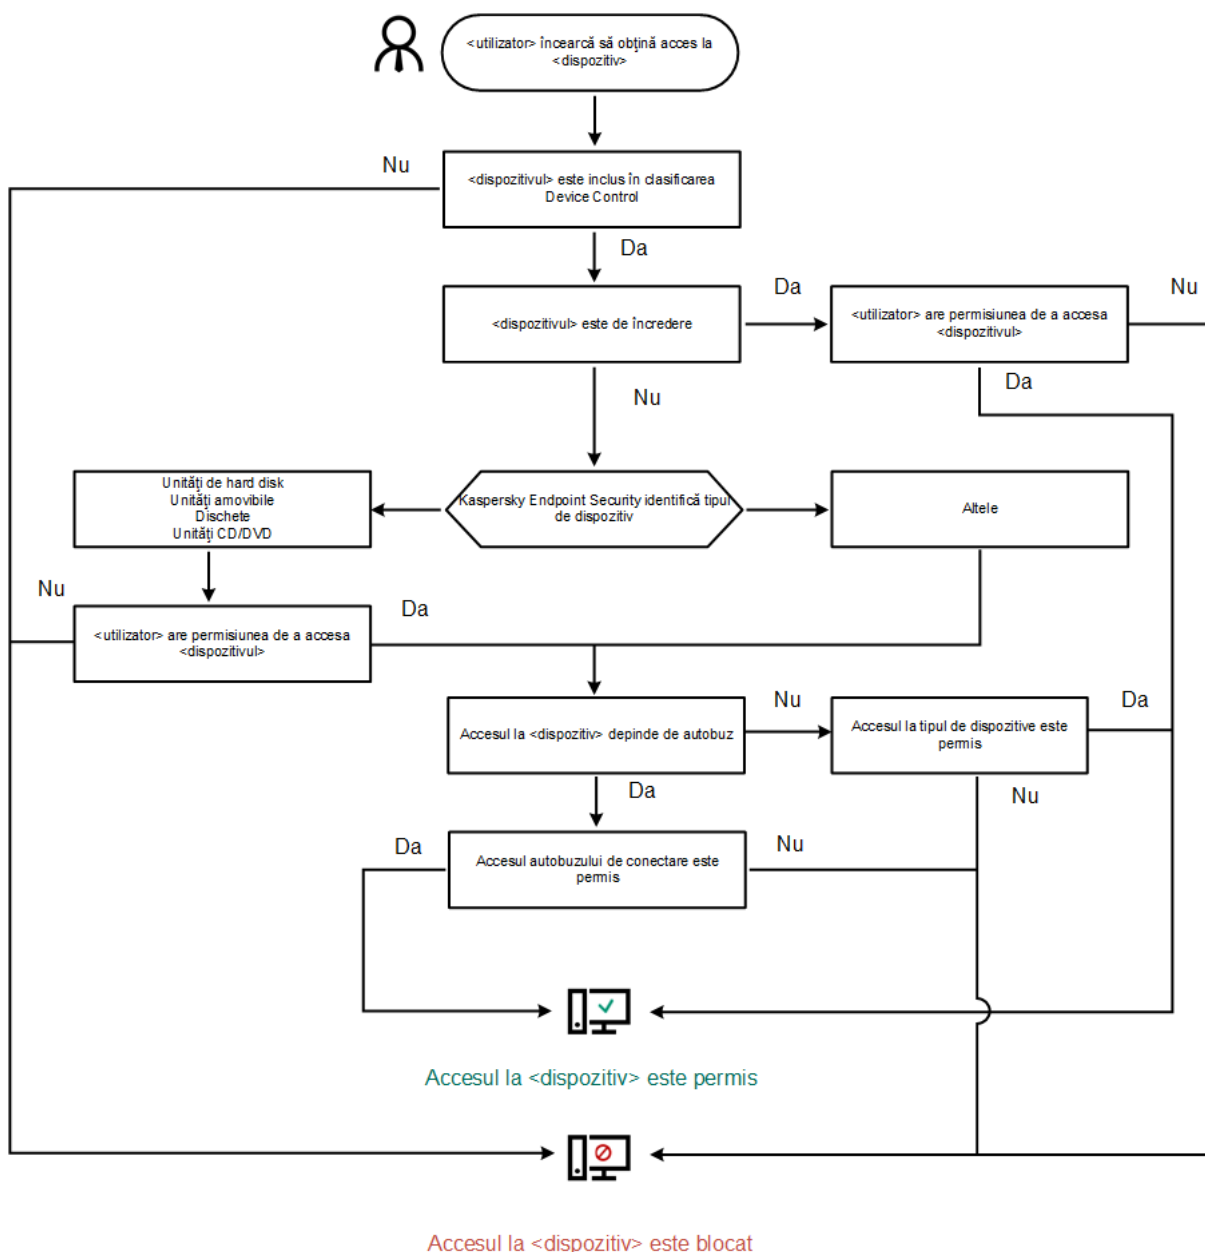 <utilizator> încearcă să obțină acces la
<dispozitiv>
Nu
<dispozitivul> este inclus în clasificarea
Device Control
Da
Da
Nu
<dispozitivul> este de încredere
<utilizator> are permisiunea de a accesa
<dispozitivul>
Nu
Da
Unităţi de hard disk
Unităţi amovibile
Dischete
Unităţi CD/DVD
Kaspersky Endpoint Security identifică tipul
de dispozitiv
Altele
Nu
Da
<utilizator> are permisiunea de a accesa
<dispozitivul>
Nu
Da
Accesul la <dispozitiv> depinde de autobuz
Accesul la tipul de dispozitive este
permis
Da
Nu
Da
Nu
Accesul autobuzului de conectare este
permis
Accesul la <dispozitiv> este permis
Accesul la <dispozitiv> este blocat